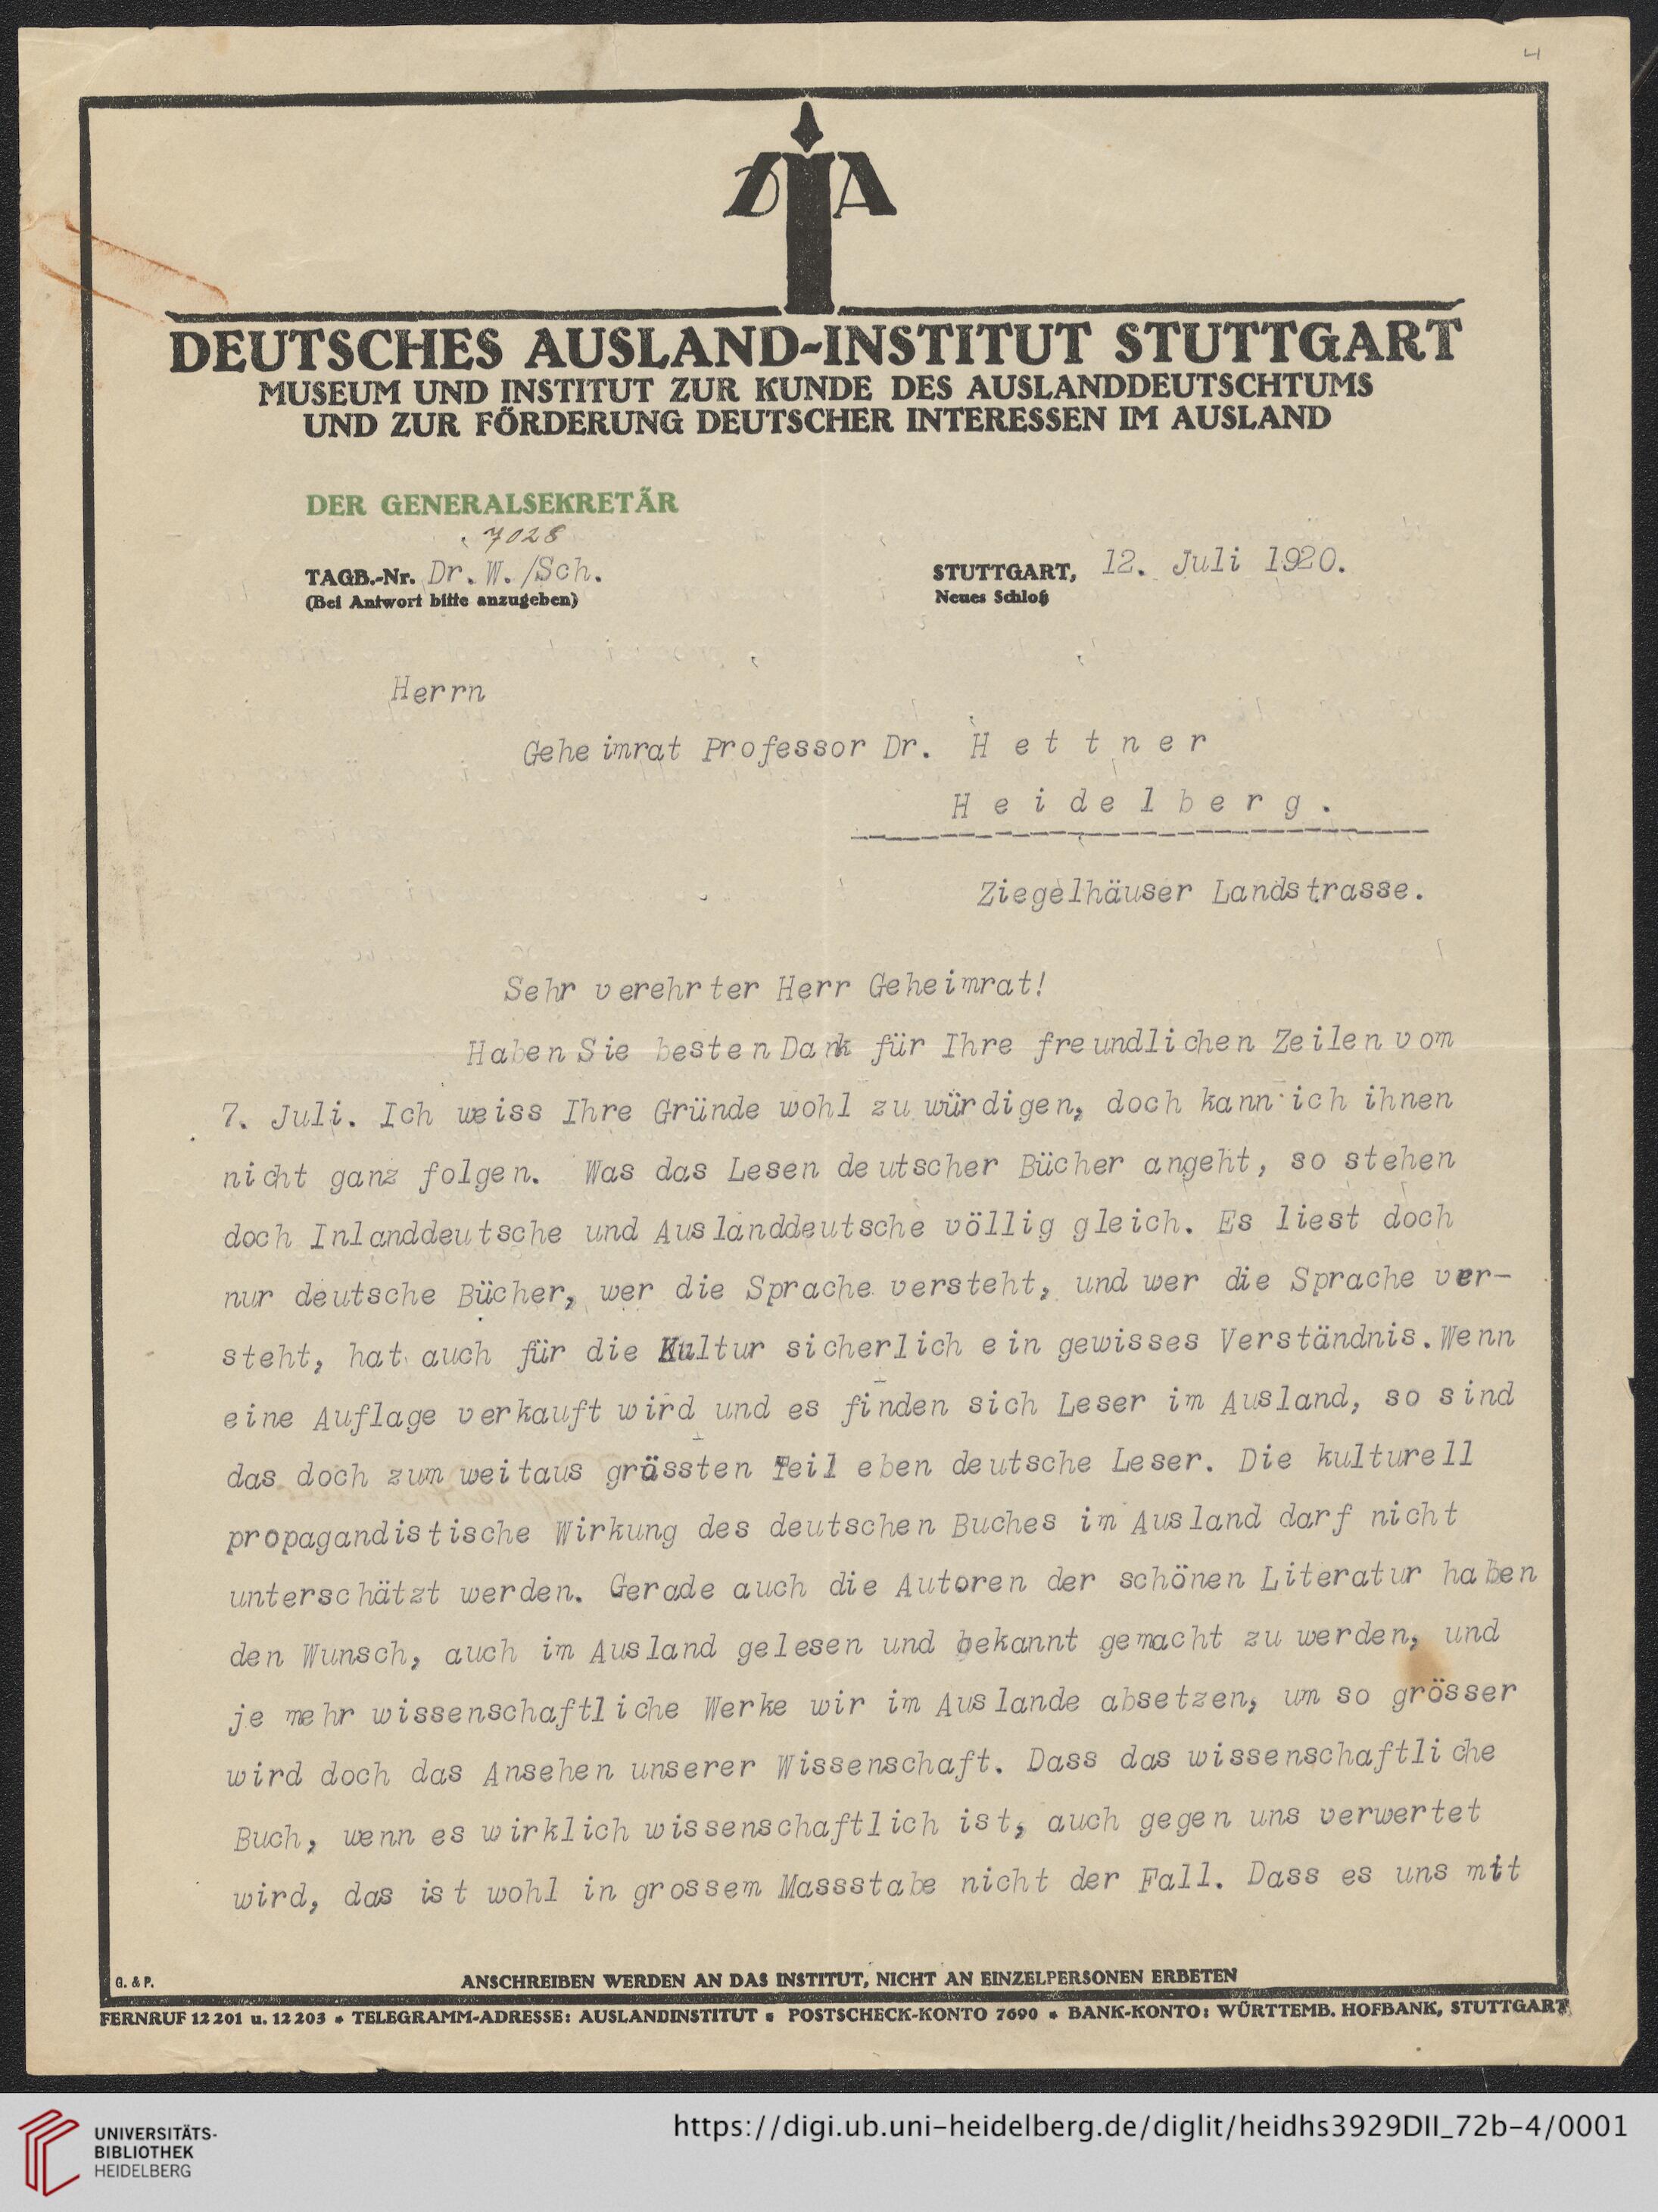 4
D I A
DEUTSCHES AUSLAND-INSTITUT STUTTGART
MUSEUM UND INSTITUT ZUR KUNDE DES AUSLANDDEUTSCHTUMS
UND ZUR FÖRDERUNG DEUTSCHER INTERESSEN IM AUSLAND
DER GENERALSEKRETÄR
7028
TAGB.-Nr. Dr. W./Sch.
(Bei Antwort bitte anzugeben)
STUTTGART, 12. Juli 1920.
Neues Schloß
Herrn
Geheimrat Professor Dr. H e t t n e r
H e i d e l b e r g .
Ziegelhäuser Landstrasse.
Sehr verehrter Herr Geheimrat!
Haben Sie besten Dank für Ihre freundlichen Zeilen vom
7. Juli. Ich weiss Ihre Gründe wohl zu würdigen, doch kann ich ihnen
nicht ganz folgen. Was das Lesen deutscher Bücher angeht, so stehen
doch Inlanddeutsche und Auslanddeutsche völlig gleich. Es liest doch
nur deutsche Bücher, wer die Sprache versteht, und wer die Sprache ver-
steht, hat auch für die Kultur sicherlich ein gewisses Verständnis. Wenn
eine Auflage verkauft wird und es finden sich Leser im Ausland, so sind
das doch zum weitaus grössten Teil eben deutsche Leser. Die kulturell
propagandistische Wirkung des deutschen Buches im Ausland darf nicht
unterschätzt werden. Gerade auch die Autoren der schönen Literatur haben
den Wunsch, auch im Ausland gelesen und bekannt gemacht zu werden, und
je mehr wissenschaftliche Werke wir im Auslande absetzen, um so grösser
wird doch das Ansehen unserer Wissenschaft. Dass das wissenschaftliche
Buch, wenn es wirklich wissenschaftlich ist, auch gegen uns verwertet
wird, das ist wohl in grossem Massstabe nicht der Fall. Dass es uns mit
G. & P.
ANSCHREIBEN WERDEN AN DAS INSTITUT, NICHT AN EINZELPERSONEN ERBETEN
FERNRUF 12201 u. 12203 • TELEGRAMM-ADRESSE: AUSLANDINSTITUT • POSTSCHECK-KONTO 7690 • BANK-KONTO: WÜRTTEMB. HOFBANK, STUTTGART
UNIVERSITÄTS-
BIBLIOTHEK
HEIDELBERG
https://digi.ub.uni-heidelberg.de/diglit/heidhs3929DII_72b-4/0001